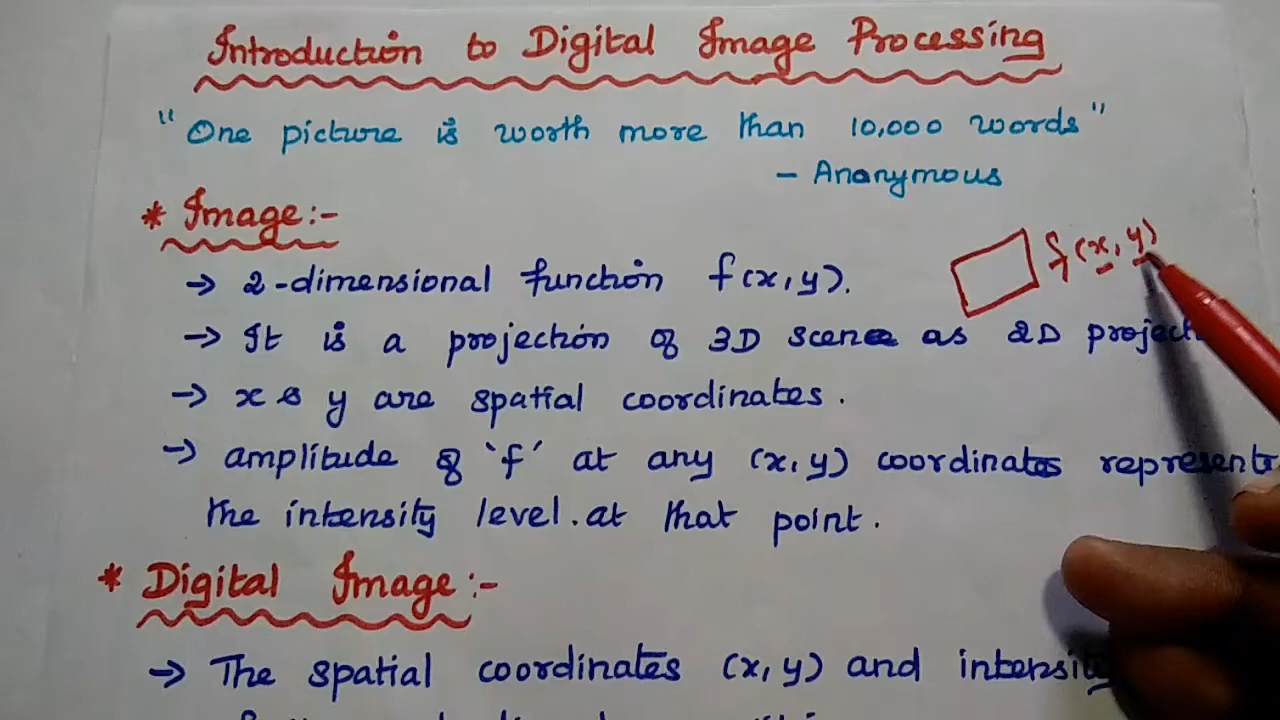 Introduction to Digital Image Processing
"One picture is worth more than 10,000 words"
- Anonymous
* Image:-
→ 2-dimensional function f(x,y).
f(x,y)
→ It is a projection of 3D scene as 2D
→ x & y are spatial coordinates.
→ amplitude of 'f' at any (x,y) coordinates represents
the intensity level. at that point.
* Digital Image:-
→ The spatial coordinates (x,y) and intensity